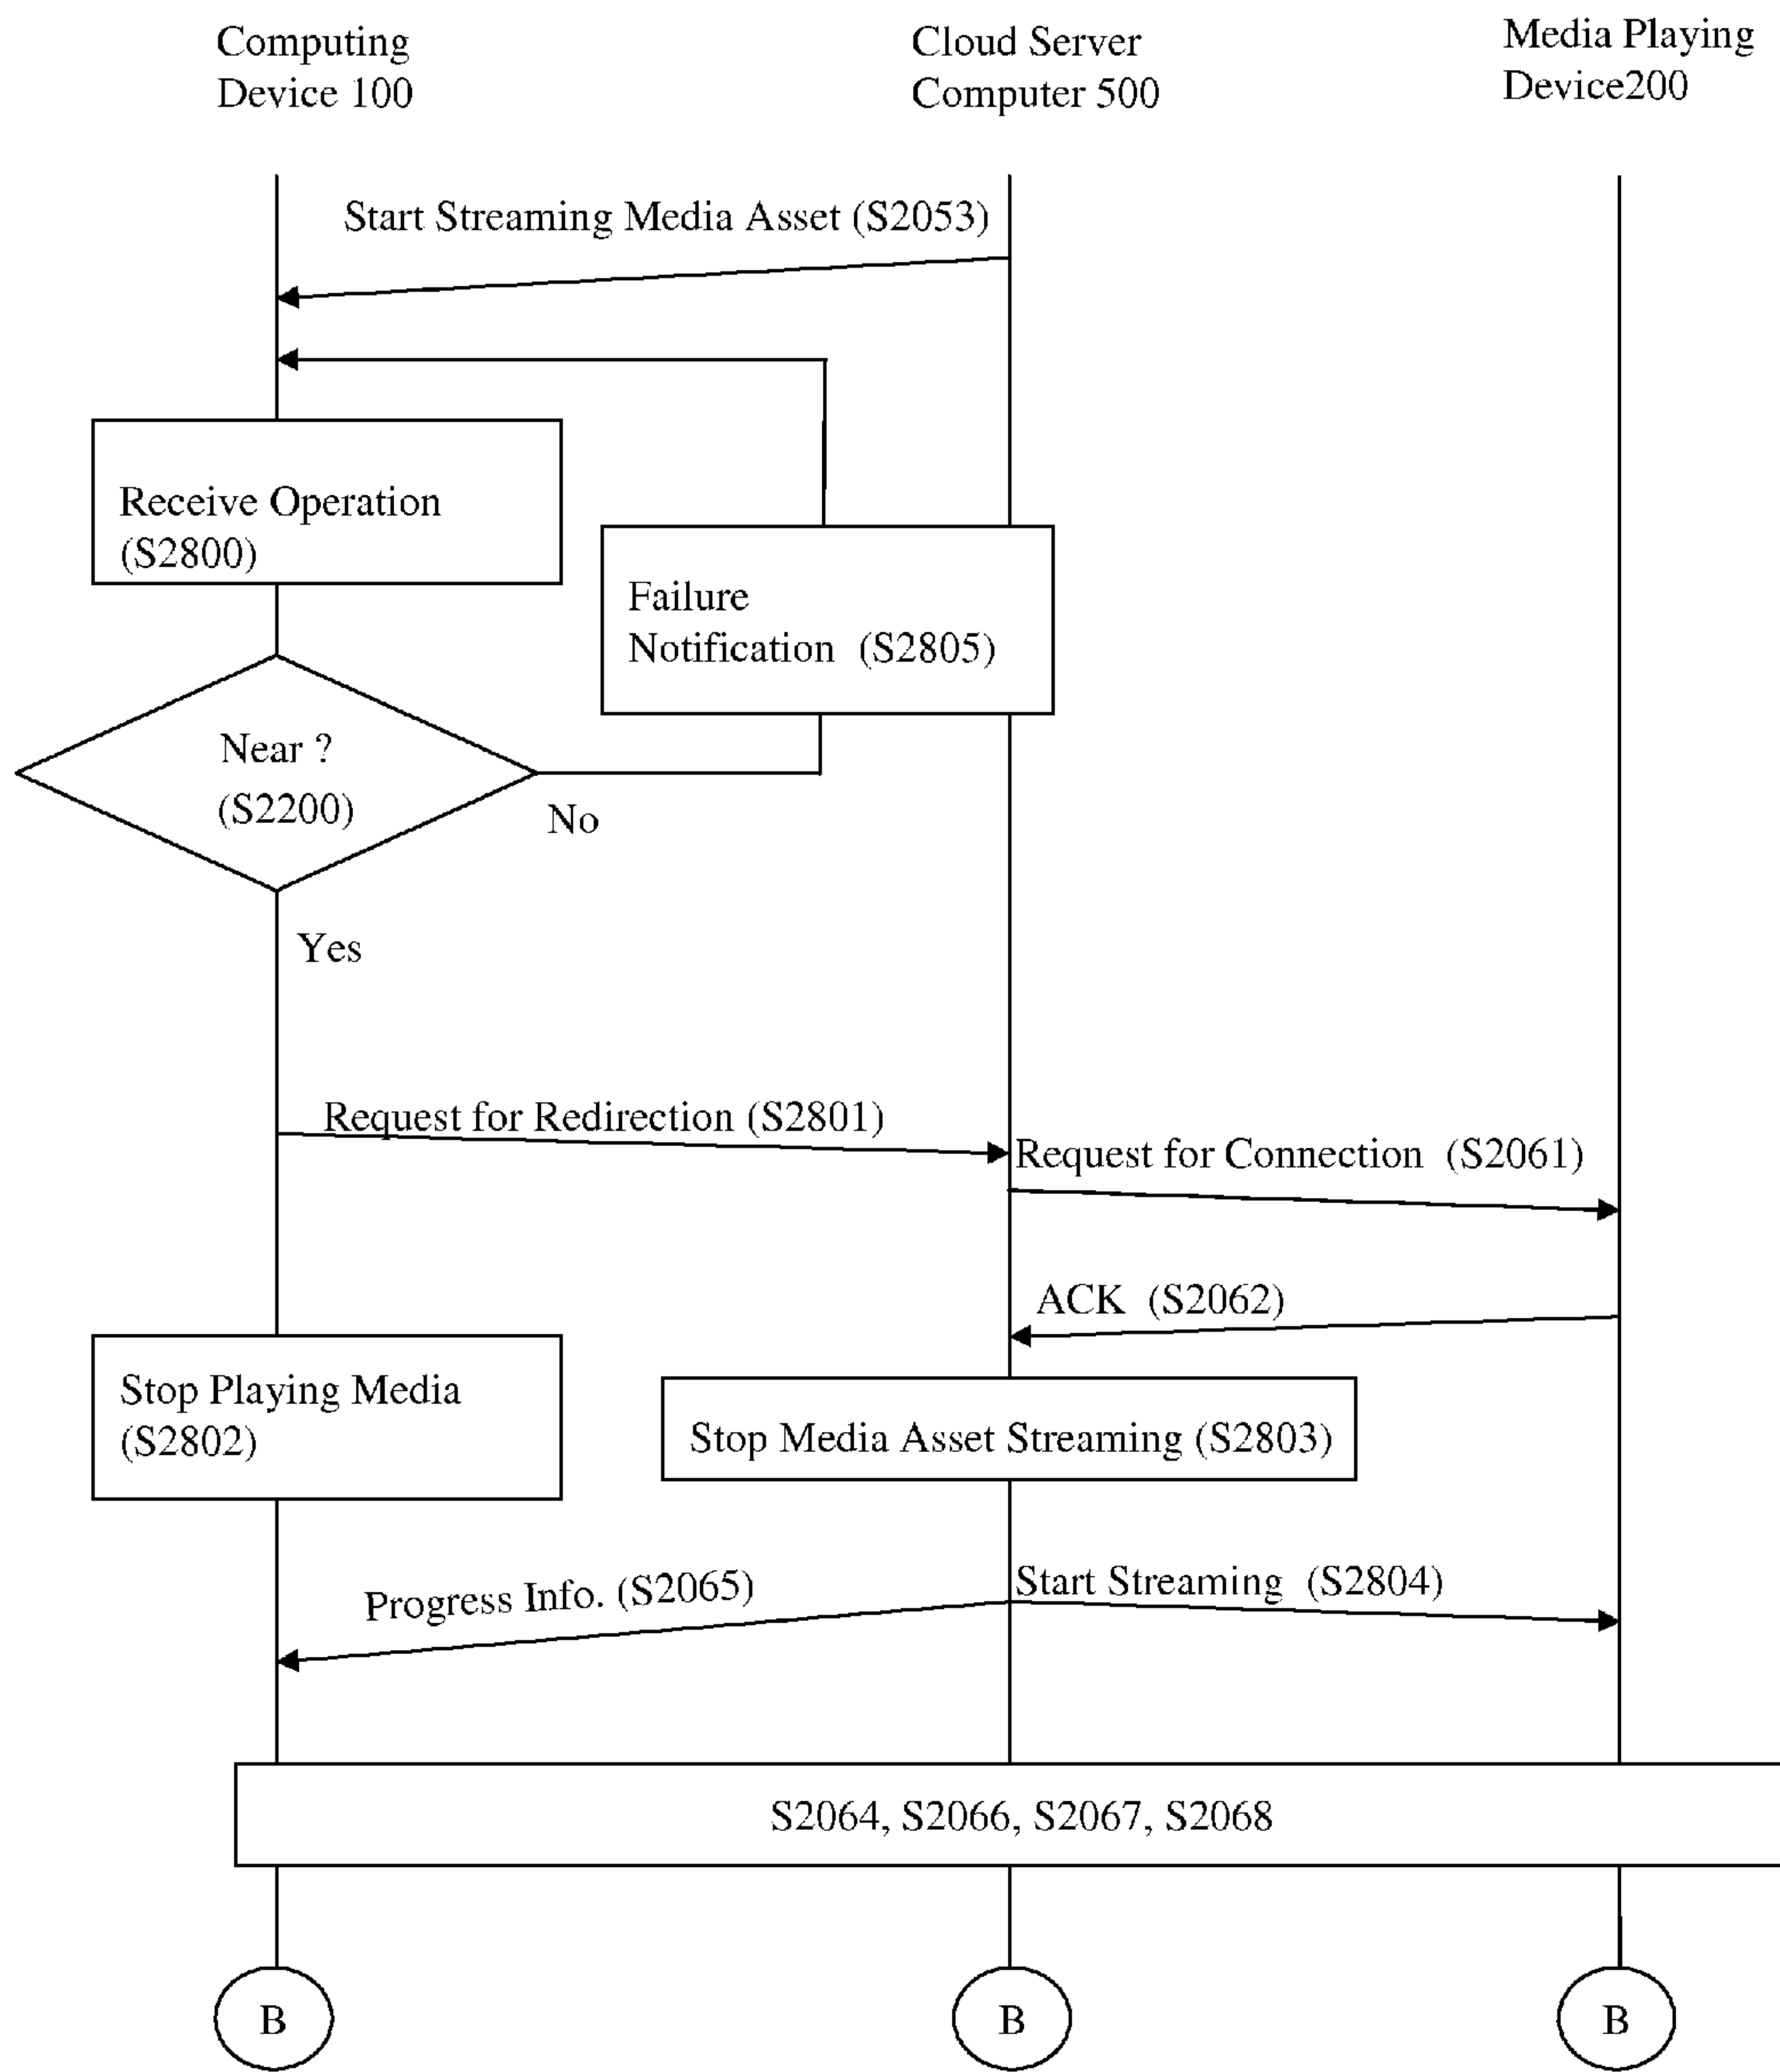 Computing
Device 100
Cloud Server
Computer 500
Media Playing
Device200
Start Streaming Media Asset (S2053)
Receive Operation
(S2800)
Failure
Notification (S2805)
Near ?
(S2200)
No
Yes
Request for Redirection (S2801)
Request for Connection (S2061)
ACK (S2062)
Stop Playing Media
(S2802)
Stop Media Asset Streaming (S2803)
Progress Info. (S2065)
Start Streaming (S2804)
S2064, S2066, S2067, S2068
B
B
B